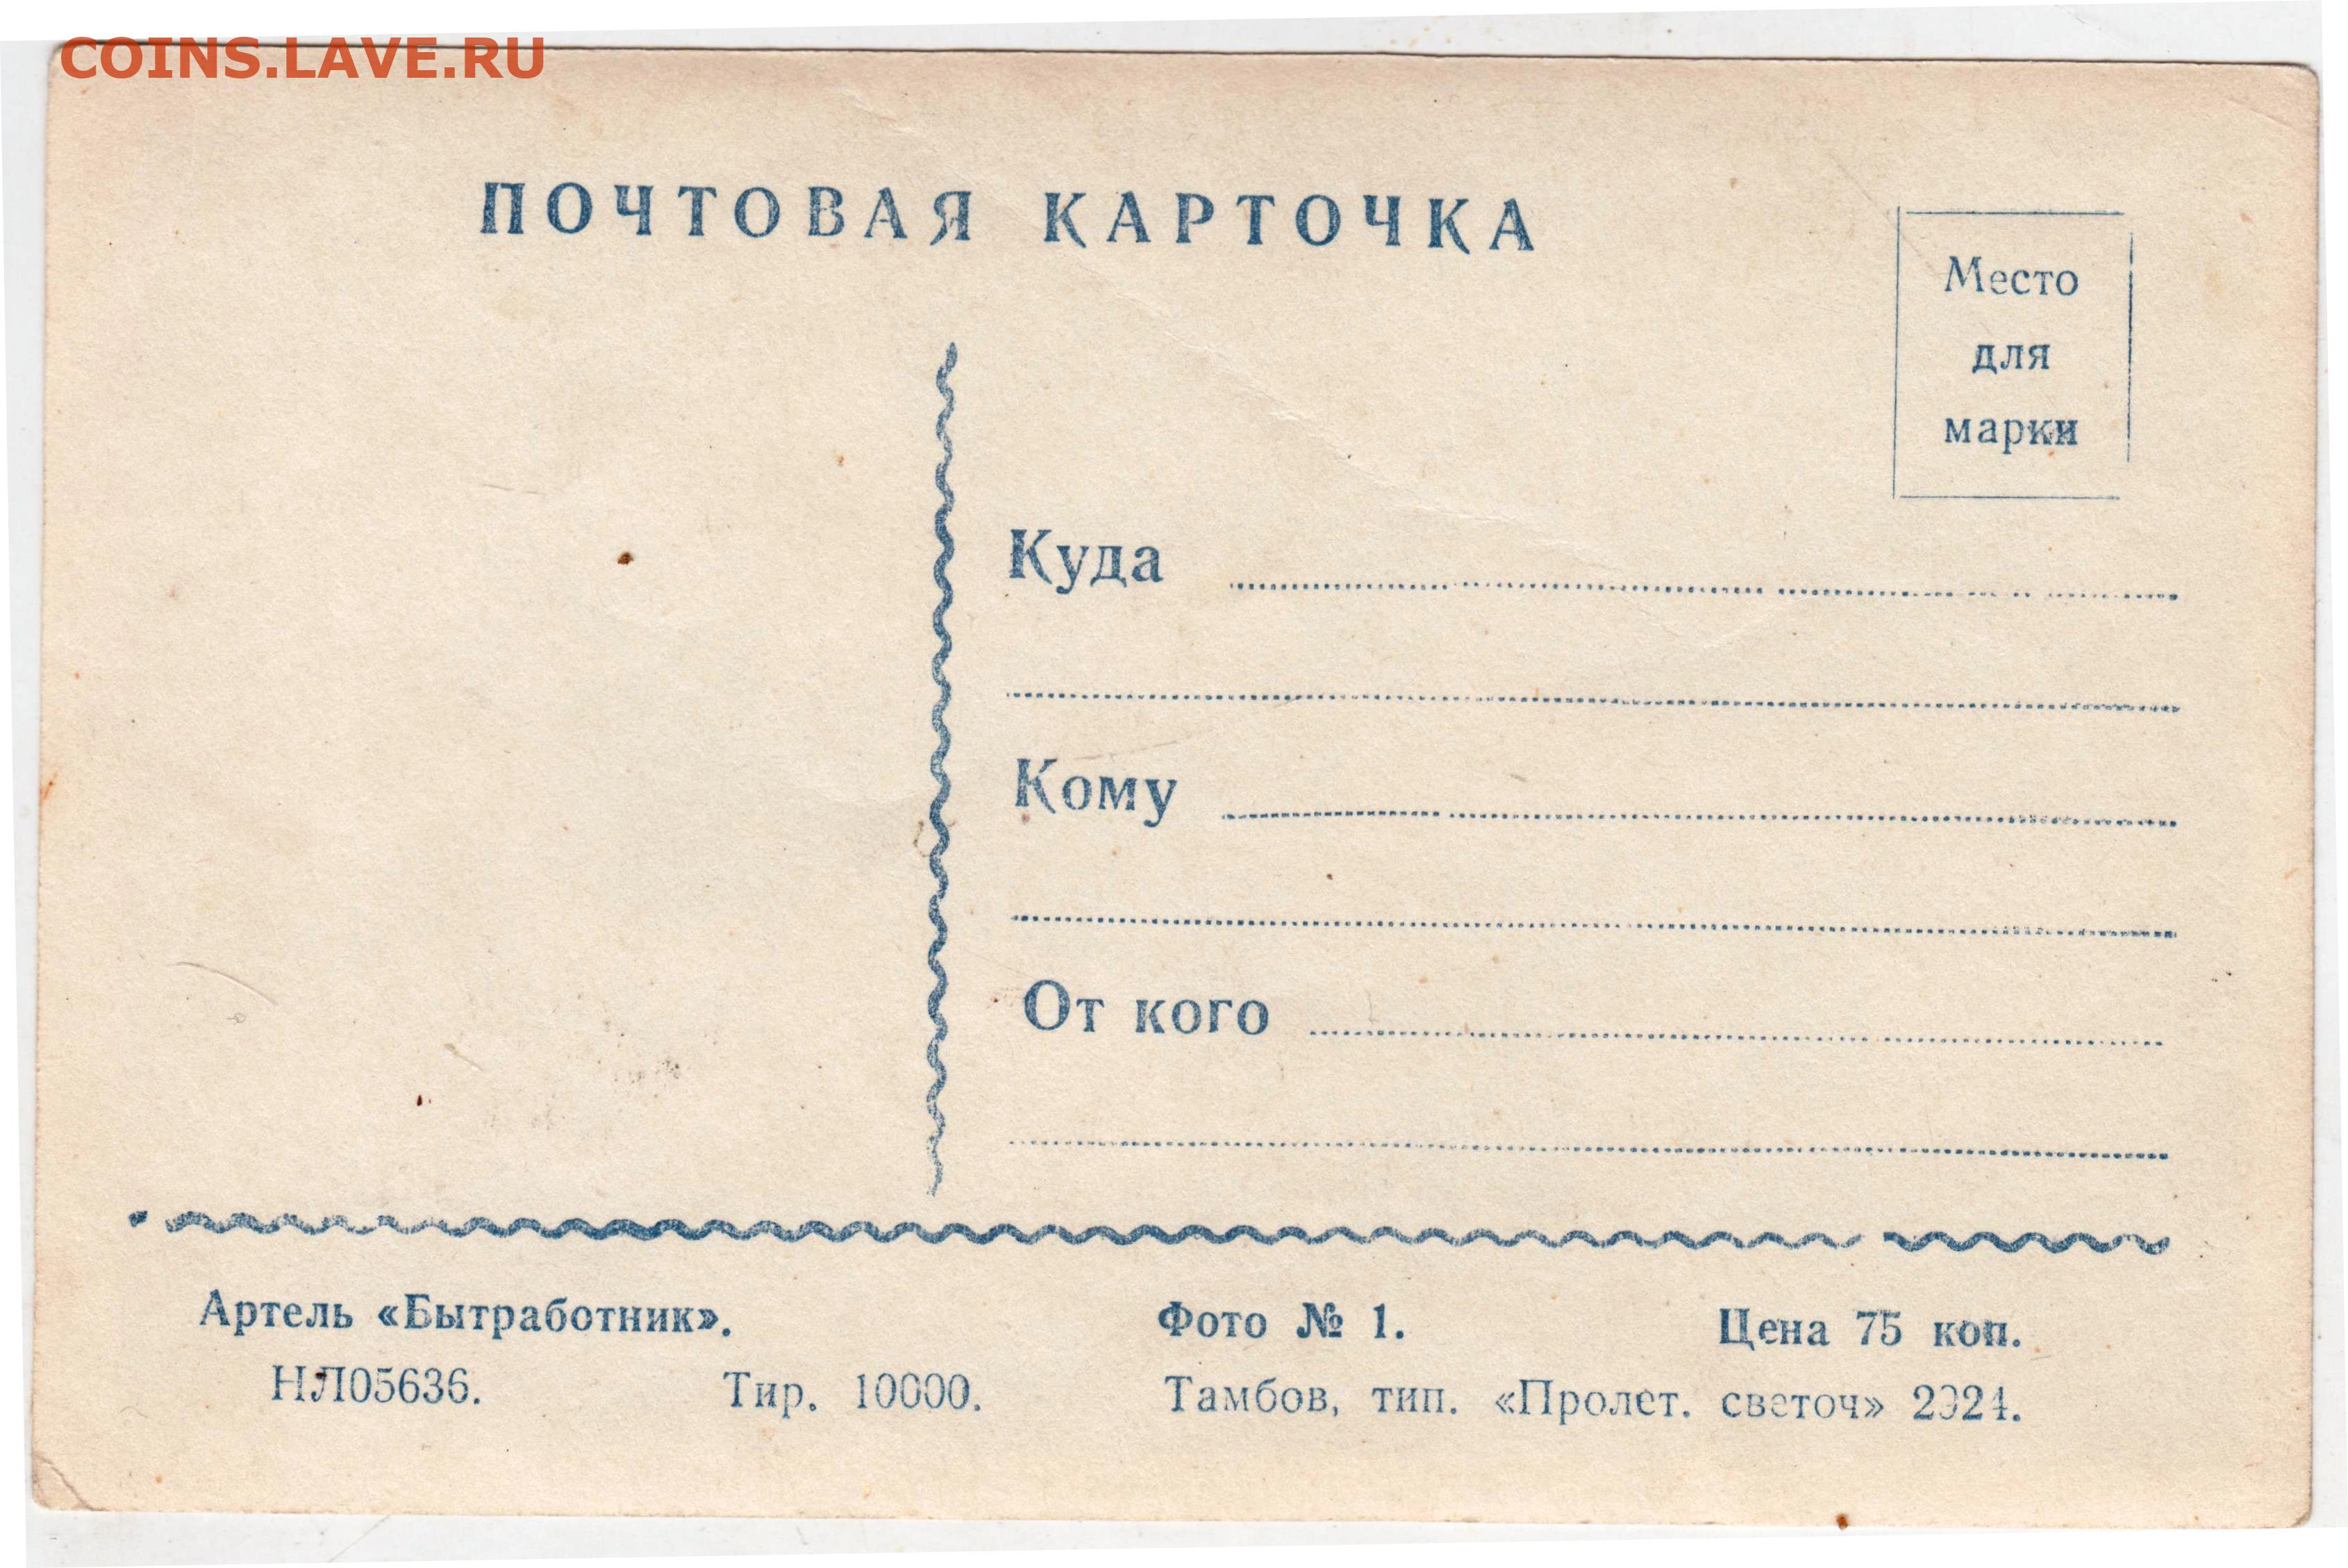 COINS.LAVE.RU
ПОЧТОВАЯ КАРТОЧКА
Место
для
марки
Куда
Кому
От кого
Артель «Бытработник». Фото № 1. Цена 75 коп.
НЛ05636. Тир. 10000. Тамбов, тип. «Пролет. светоч» 2924.